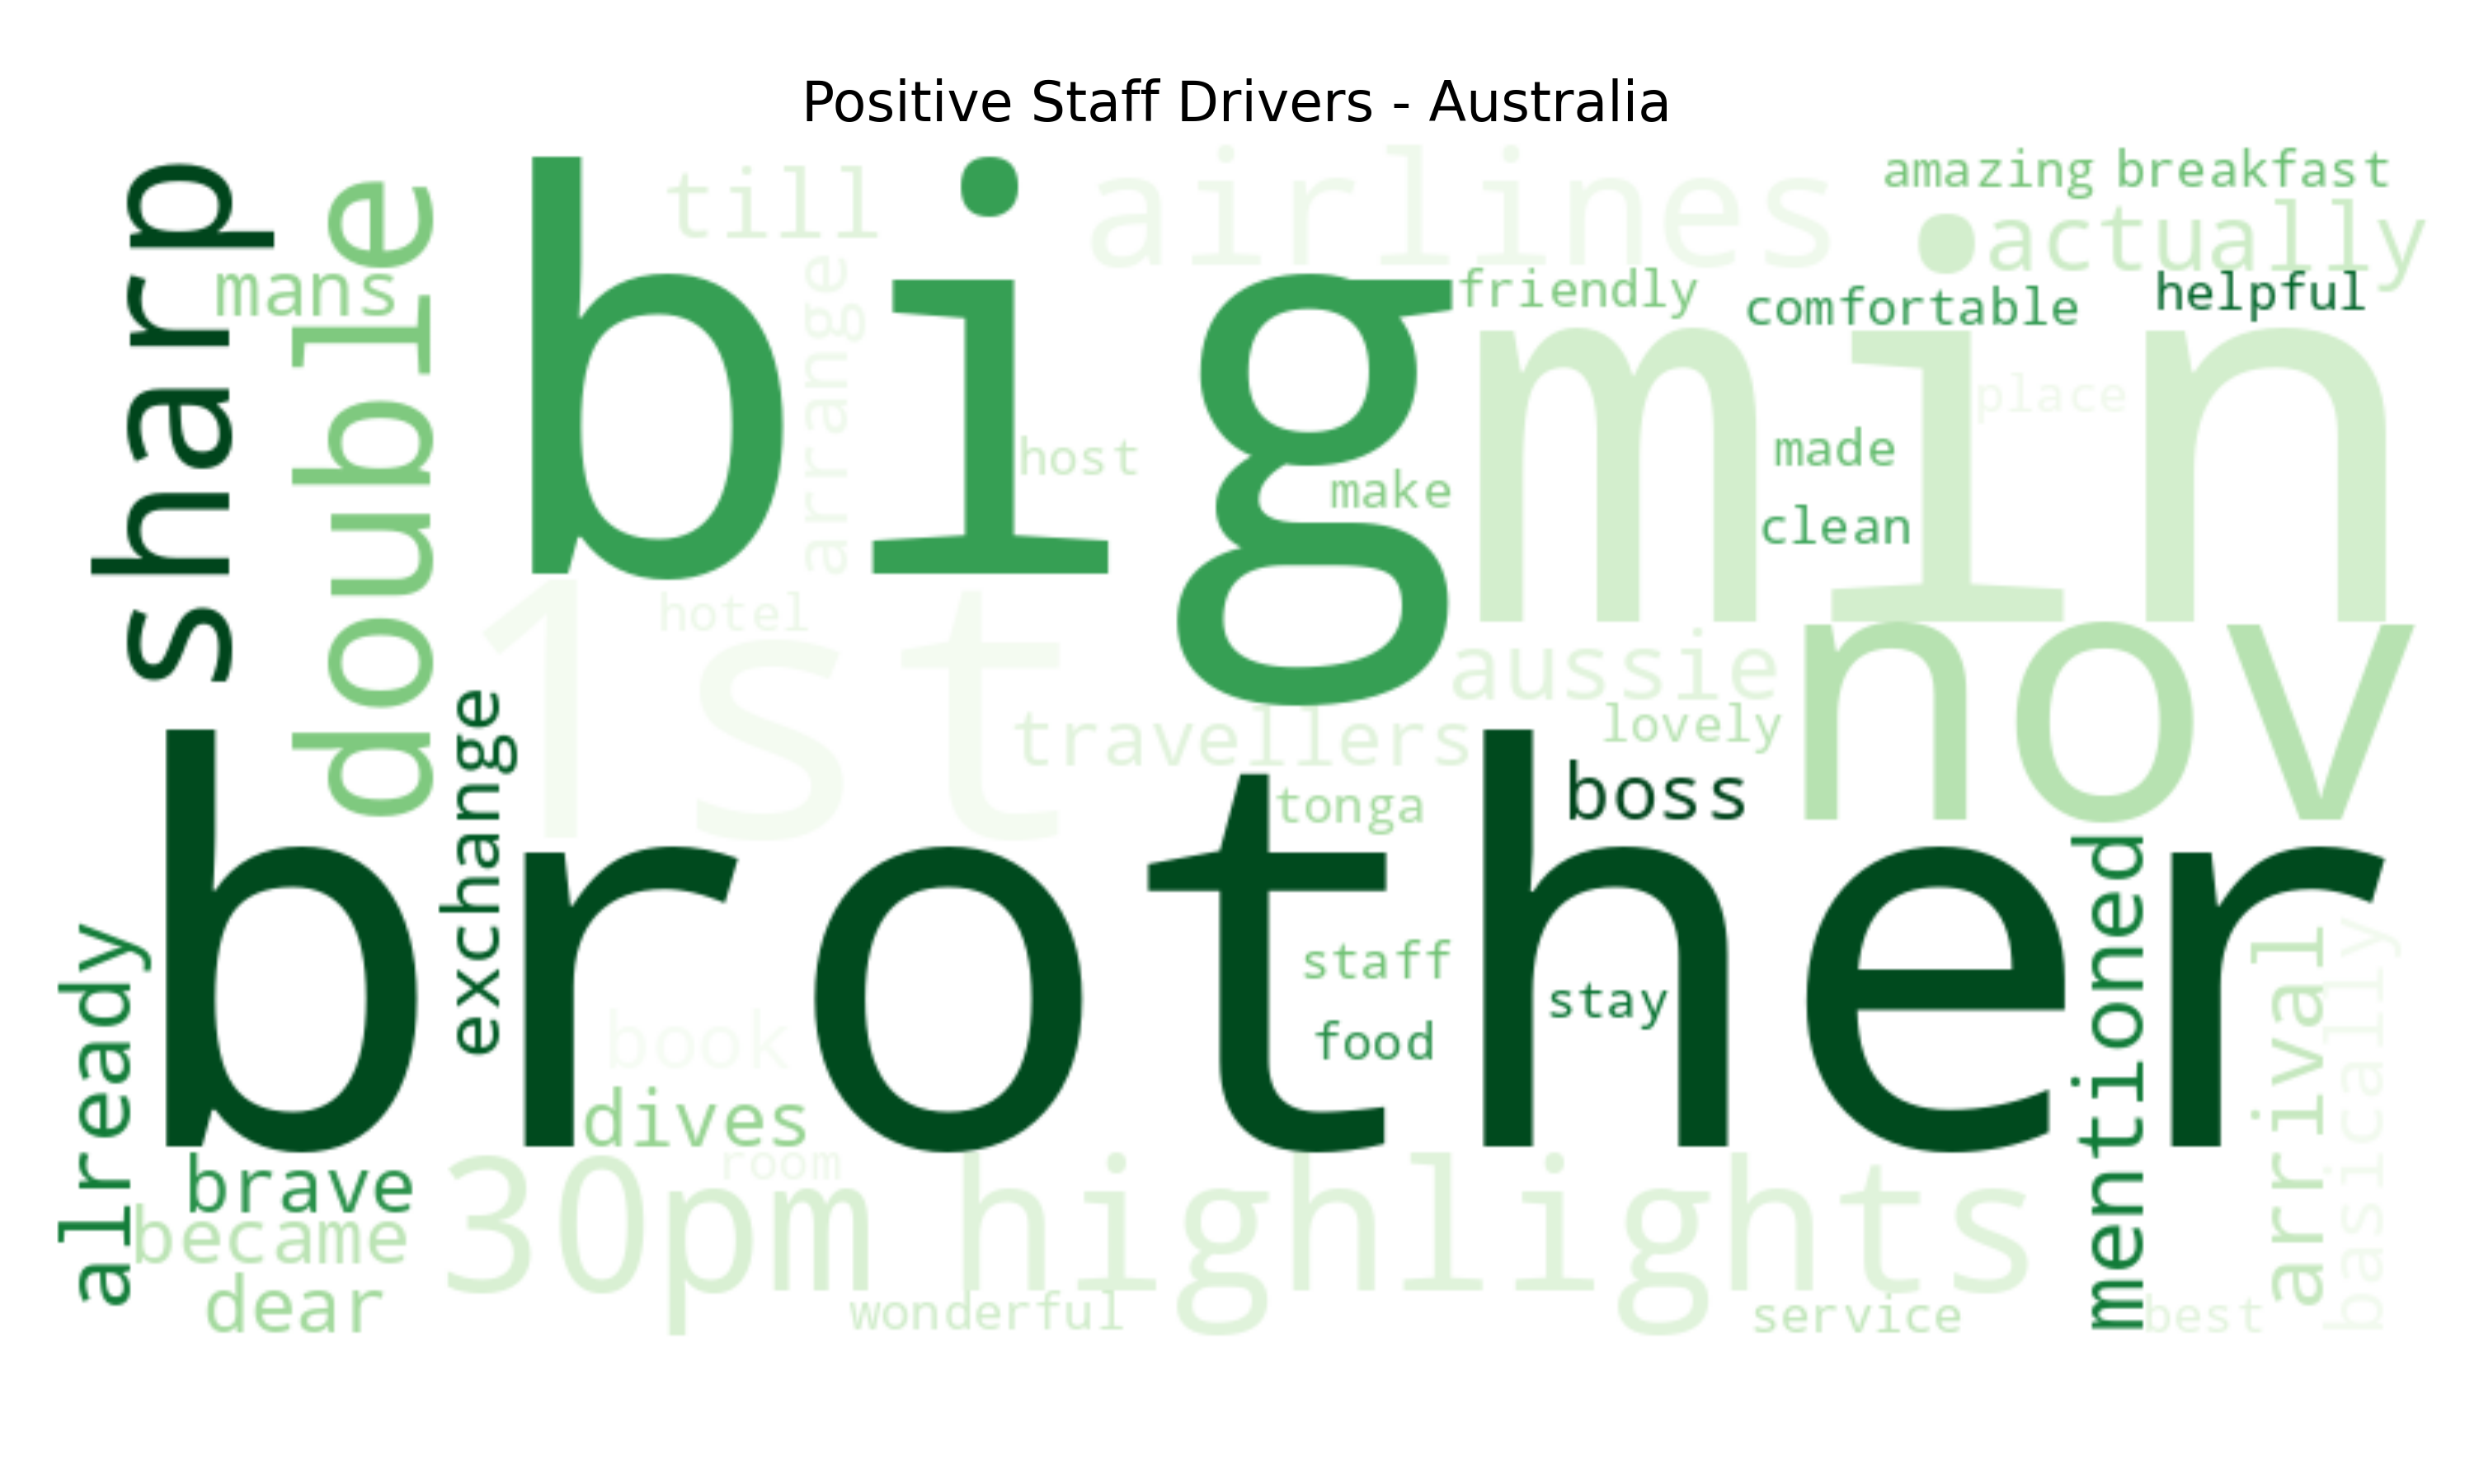 Positive Staff Drivers - Australia
sharp
double
mans
big
till
airlines
arrange
amazing
breakfast
actually
friendly
comfortable
helpful
min
place
host
make
made
clean
hotel
1st
aussie
nov
travellers
lovely
exchange
tonga
boss
brother
mentioned
already
staff
stay
food
book
dives
arrival
basically
room
brave
became
30pm
highlights
dear
wonderful
service
best